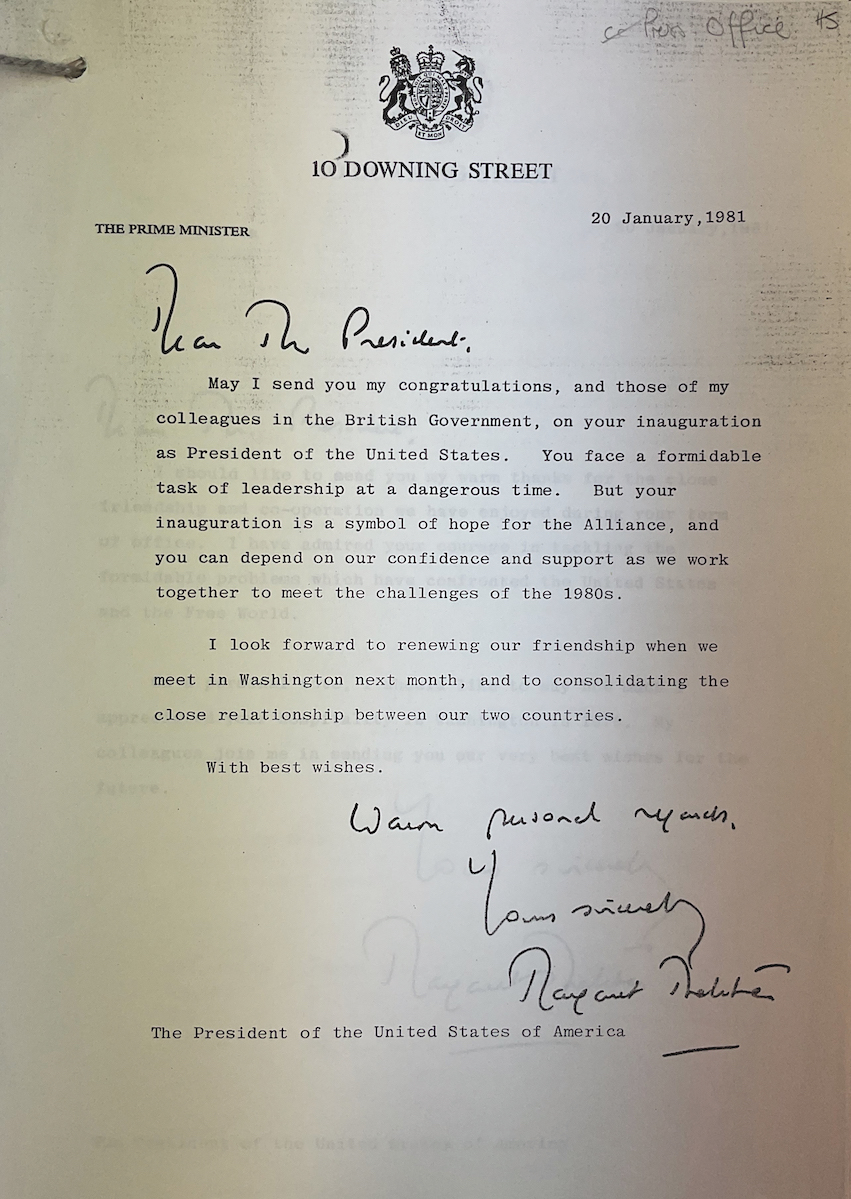 cc Press Office HS
DIEU ET MON DROIT
10 DOWNING STREET
20 January, 1981
THE PRIME MINISTER
Dear Mr President,
May I send you my congratulations, and those of my
colleagues in the British Government, on your inauguration
as President of the United States. You face a formidable
task of leadership at a dangerous time. But your
inauguration is a symbol of hope for the Alliance, and
you can depend on our confidence and support as we work
together to meet the challenges of the 1980s.
I look forward to renewing our friendship when we
meet in Washington next month, and to consolidating the
close relationship between our two countries.
With best wishes.
Warm personal regards.
Yours sincerely
Margaret Thatcher
The President of the United States of America